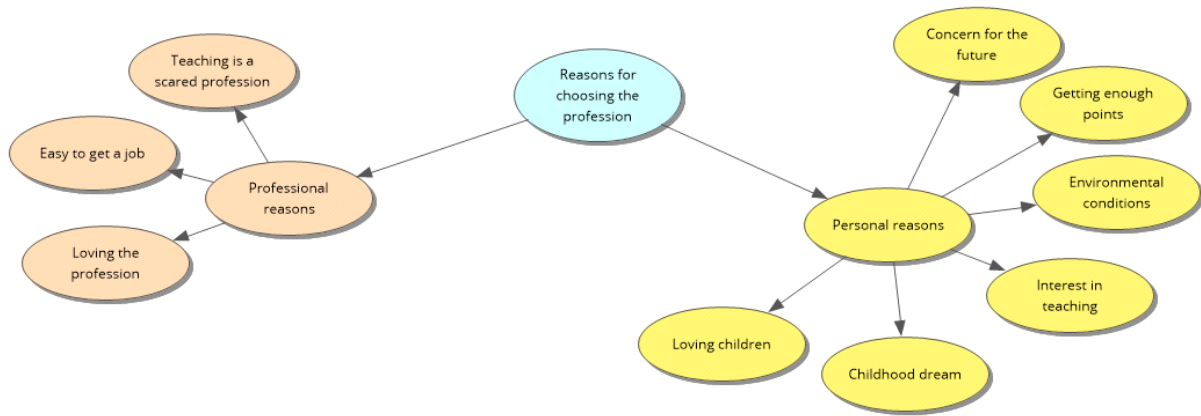 Reasons for
choosing the
profession
Teaching is a
scared profession
Easy to get a job
Professional
reasons
Loving the
profession
Concern for the
future
Getting enough
points
Environmental
conditions
Personal reasons
Interest in
teaching
Loving children
Childhood dream